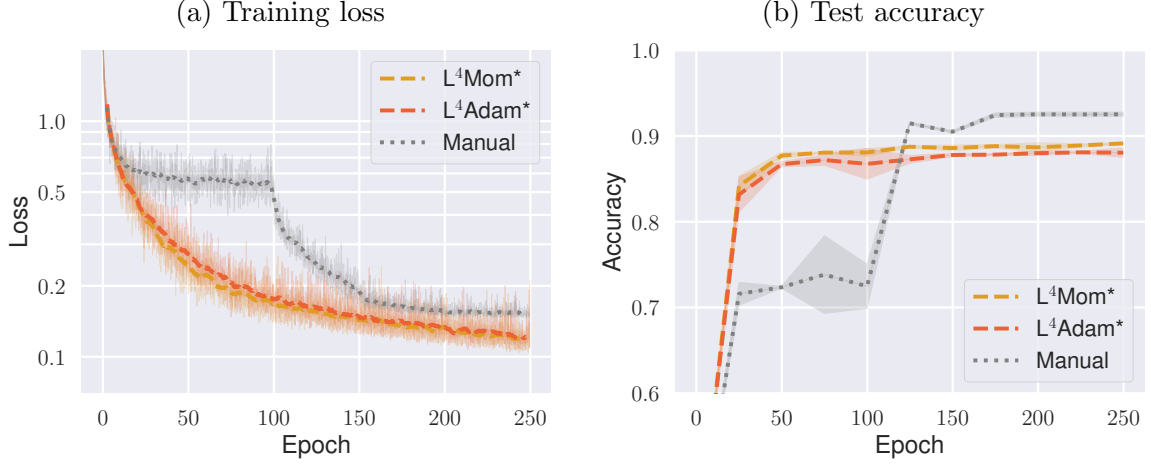 (a) Training loss
L⁴Mom*
L⁴Adam*
Manual
1.0
0.5
0.2
0.1
Loss
0 50 100 150 200 250
Epoch
(b) Test accuracy
1.0
0.9
0.8
0.7
0.6
Accuracy
L⁴Mom*
L⁴Adam*
Manual
0 50 100 150 200 250
Epoch